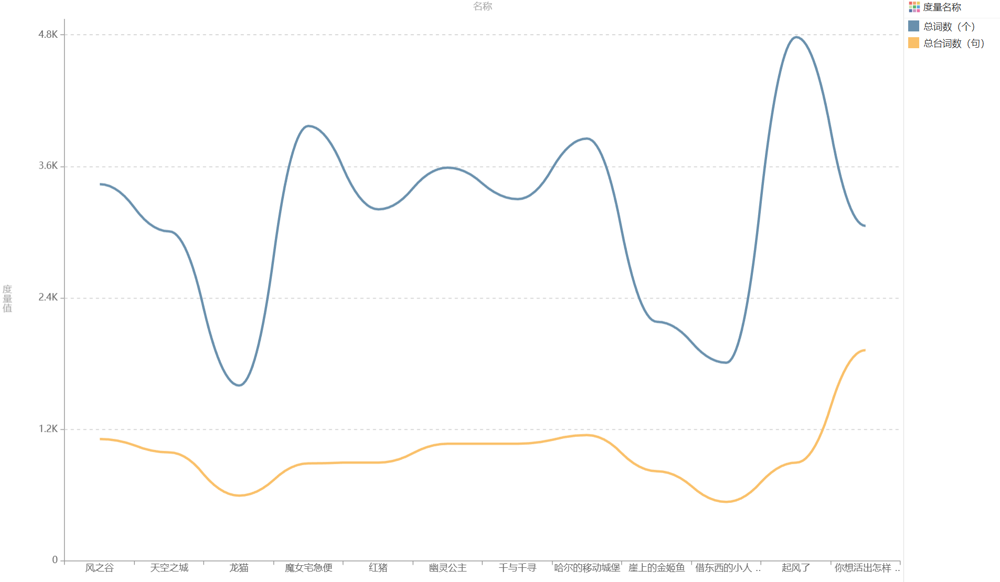 名称
度量名称
总词数（个）
总台词数（句）
4.8K
3.6K
2.4K
1.2K
0
度量值
风之谷
天空之城
龙猫
魔女宅急便
红猪
幽灵公主
千与千寻
哈尔的移动城堡
崖上的金姬鱼
借东西的小人 ..
起风了
你想活出怎样 ..